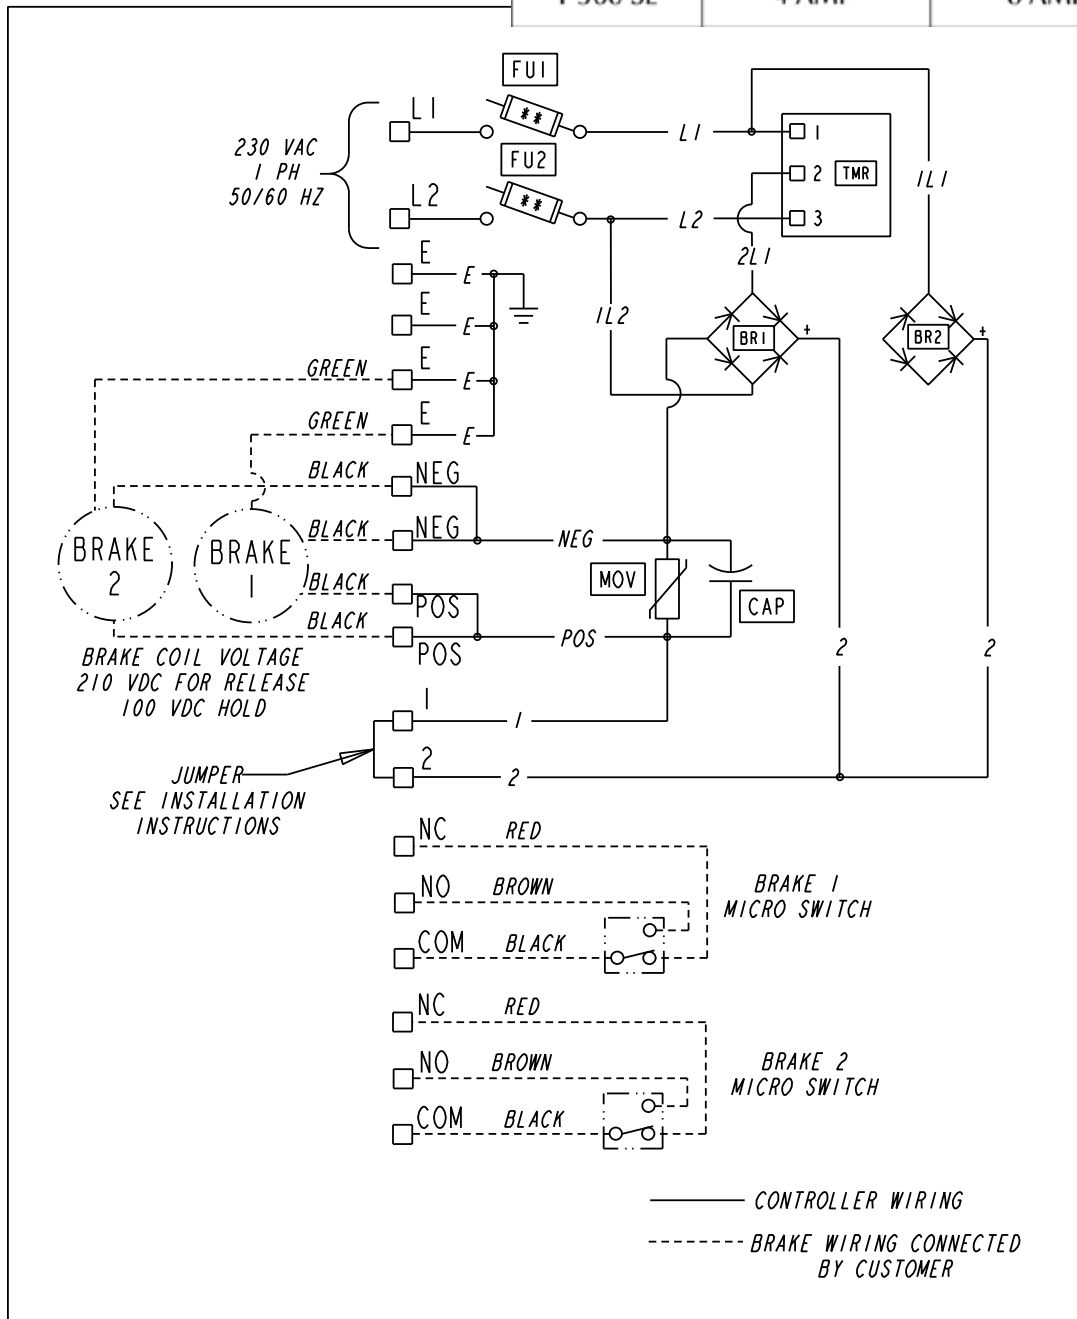 FU1
L1
**
L1
1
230 VAC
1 PH
50/60 HZ
FU2
2
TMR
1L1
L2
**
L2
3
2L1
E
E
1L2
E
E
BR1
+
BR2
+
GREEN
E
E
GREEN
E
E
BLACK
NEG
BRAKE
2
BRAKE
1
BLACK
NEG
NEG
MOV
CAP
BLACK
POS
BLACK
POS
POS
2
2
BRAKE COIL VOLTAGE
210 VDC FOR RELEASE
100 VDC HOLD
1
1
2
2
JUMPER
SEE INSTALLATION
INSTRUCTIONS
NC
RED
NO
BROWN
BRAKE 1
MICRO SWITCH
COM
BLACK
NC
RED
NO
BROWN
BRAKE 2
MICRO SWITCH
COM
BLACK
CONTROLLER WIRING
BRAKE WIRING CONNECTED
BY CUSTOMER